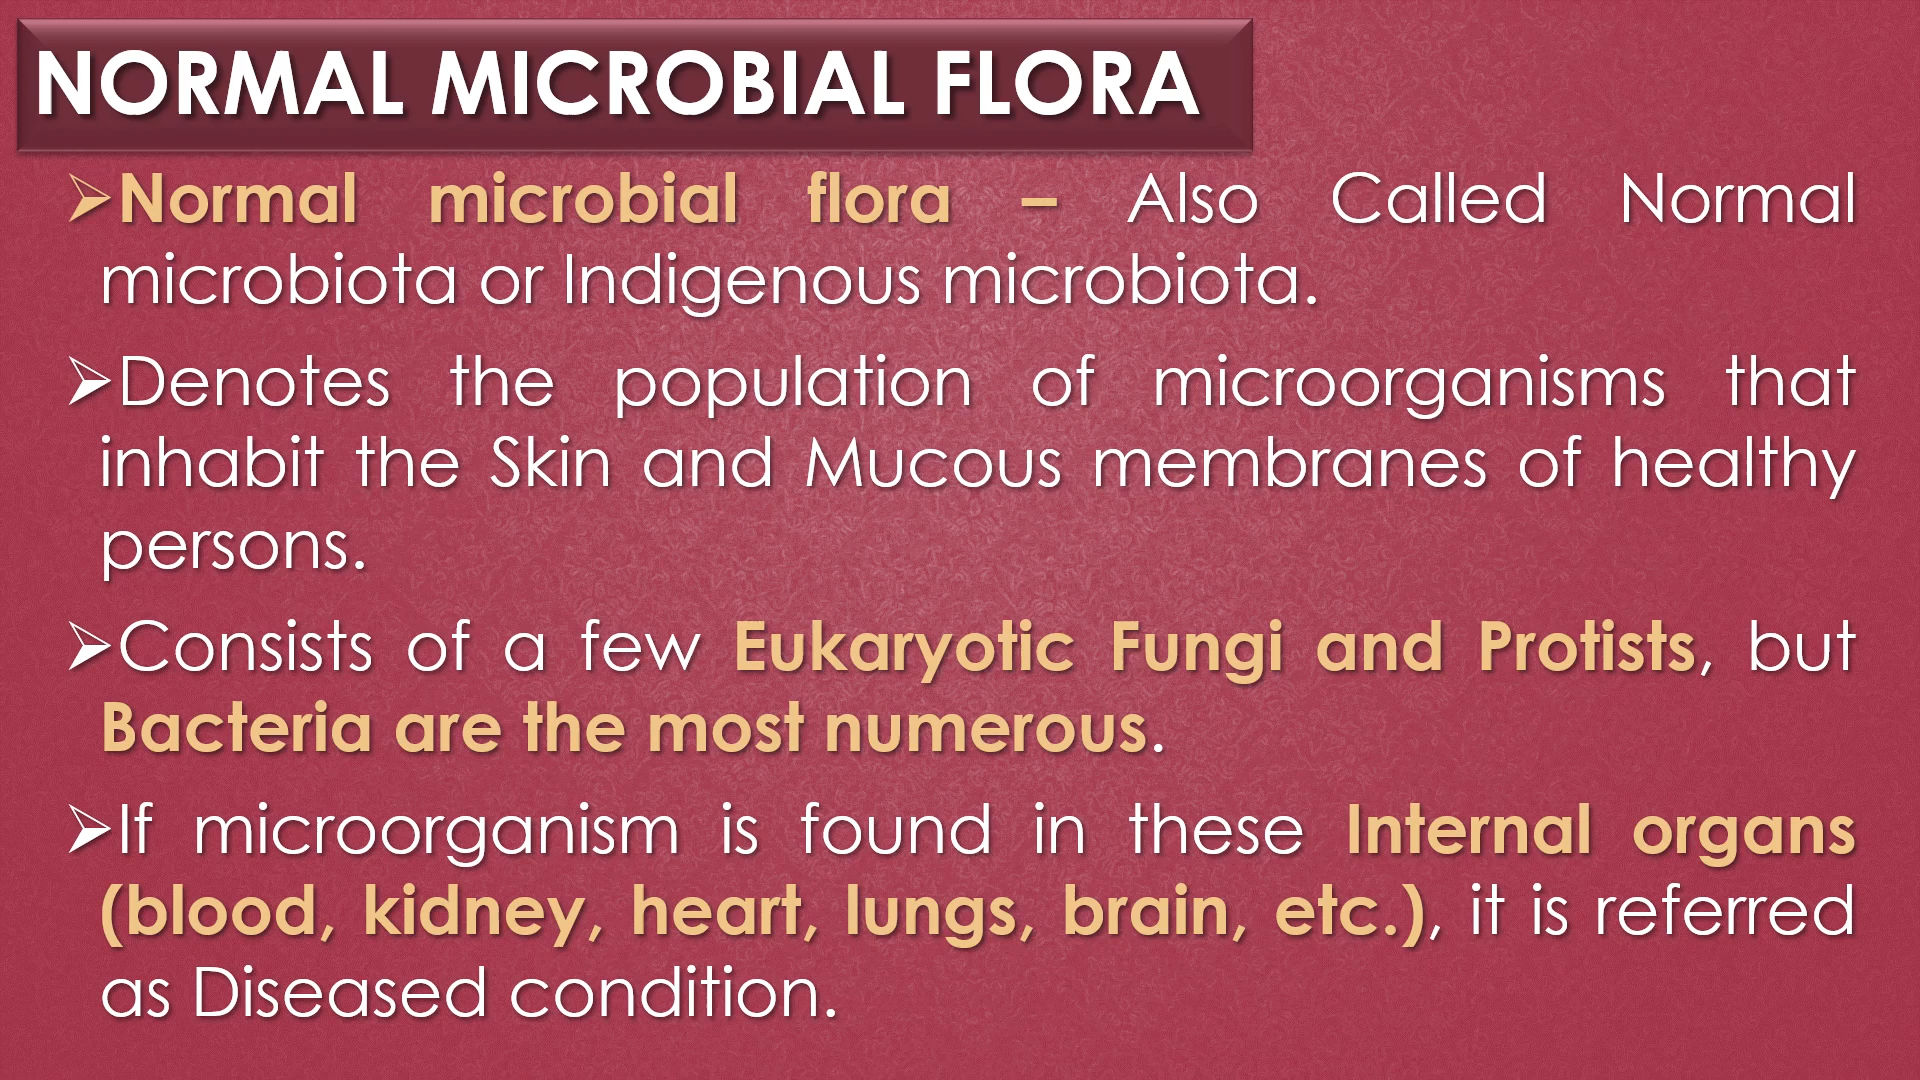 NORMAL MICROBIAL FLORA
➢Normal microbial flora – Also Called Normal
microbiota or Indigenous microbiota.
➢Denotes the population of microorganisms that
inhabit the Skin and Mucous membranes of healthy
persons.
➢Consists of a few Eukaryotic Fungi and Protists, but
Bacteria are the most numerous.
➢If microorganism is found in these Internal organs
(blood, kidney, heart, lungs, brain, etc.), it is referred
as Diseased condition.